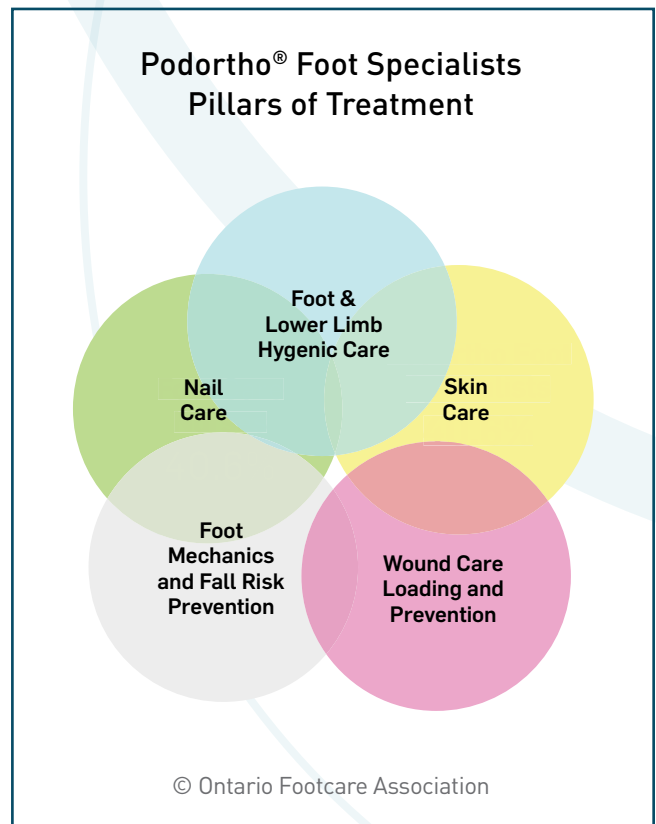 Podortho® Foot Specialists
Pillars of Treatment
Foot &
Lower Limb
Hygenic Care
Nail
Care
Skin
Care
Foot
Mechanics
and Fall Risk
Prevention
Wound Care
Loading and
Prevention
© Ontario Footcare Association